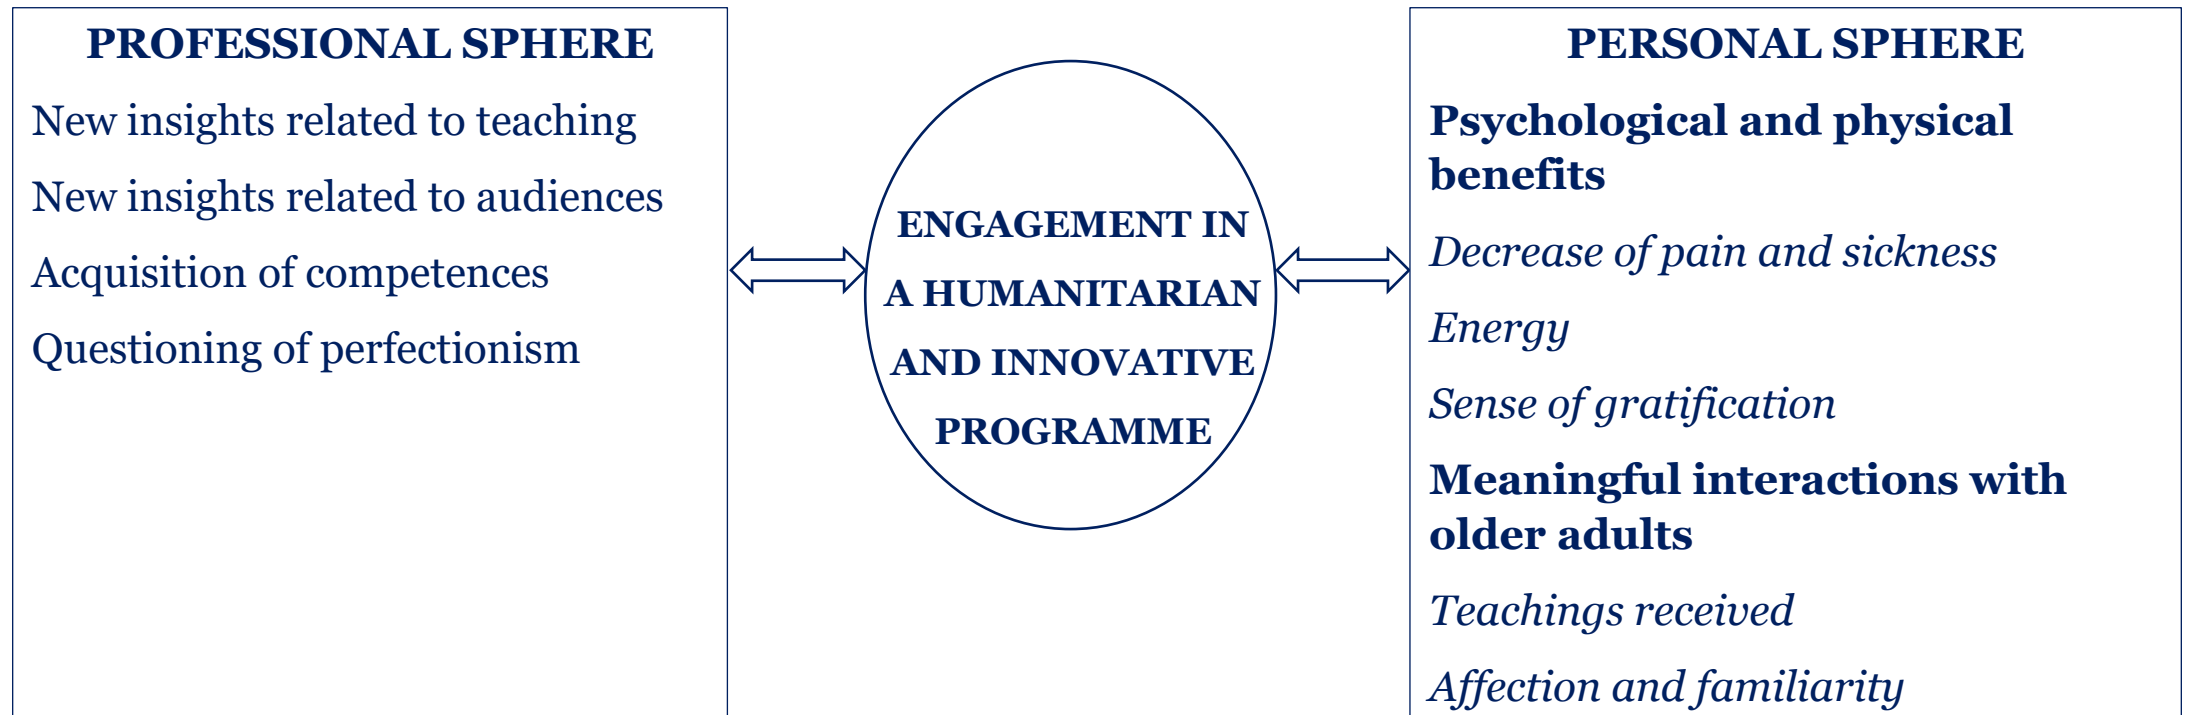 PROFESSIONAL SPHERE
New insights related to teaching
New insights related to audiences
Acquisition of competences
Questioning of perfectionism
ENGAGEMENT IN
A HUMANITARIAN
AND INNOVATIVE
PROGRAMME
PERSONAL SPHERE
Psychological and physical
benefits
Decrease of pain and sickness
Energy
Sense of gratification
Meaningful interactions with
older adults
Teachings received
Affection and familiarity